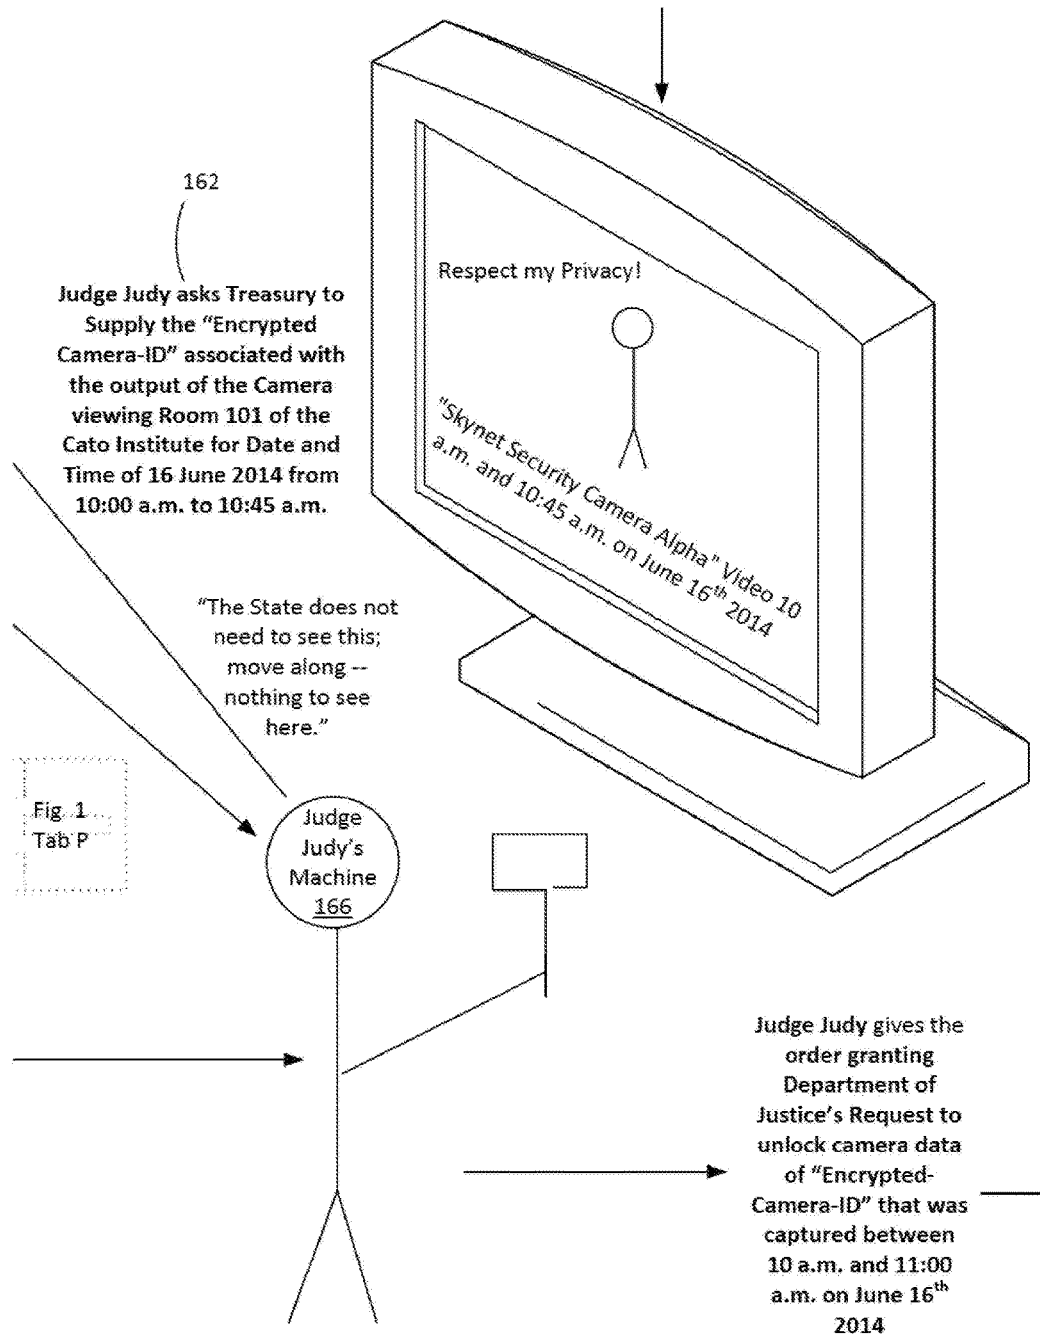 162
Judge Judy asks Treasury to
Supply the “Encrypted
Camera-ID” associated with
the output of the Camera
viewing Room 101 of the
Cato Institute for Date and
Time of 16 June 2014 from
10:00 a.m. to 10:45 a.m.
Respect my Privacy!
"Skynet Security Camera Alpha" Video 10
a.m. and 10:45 a.m. on June 16th 2014
“The State does not
need to see this;
move along --
nothing to see
here.”
Fig. 1
Tab P
Judge
Judy’s
Machine
166
Judge Judy gives the
order granting
Department of
Justice’s Request to
unlock camera data
of “Encrypted-
Camera-ID” that was
captured between
10 a.m. and 11:00
a.m. on June 16th
2014